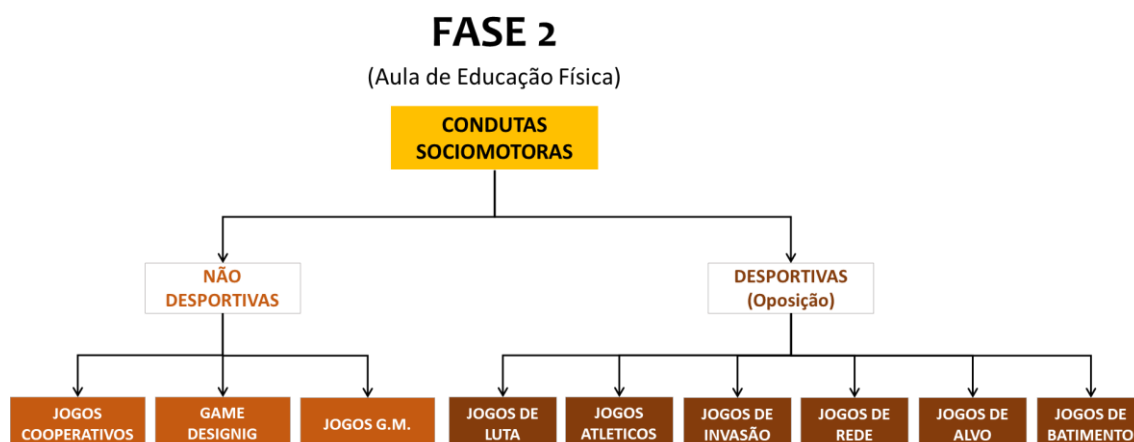 FASE 2
(Aula de Educação Física)
CONDUTAS
SOCIOMOTORAS
NÃO
DESPORTIVAS
DESPORTIVAS
(Oposição)
JOGOS
COOPERATIVOS
GAME
DESIGNIG
JOGOS G.M.
JOGOS DE
LUTA
JOGOS
ATLETICOS
JOGOS DE
INVASÃO
JOGOS DE
REDE
JOGOS DE
ALVO
JOGOS DE
BATIMENTO